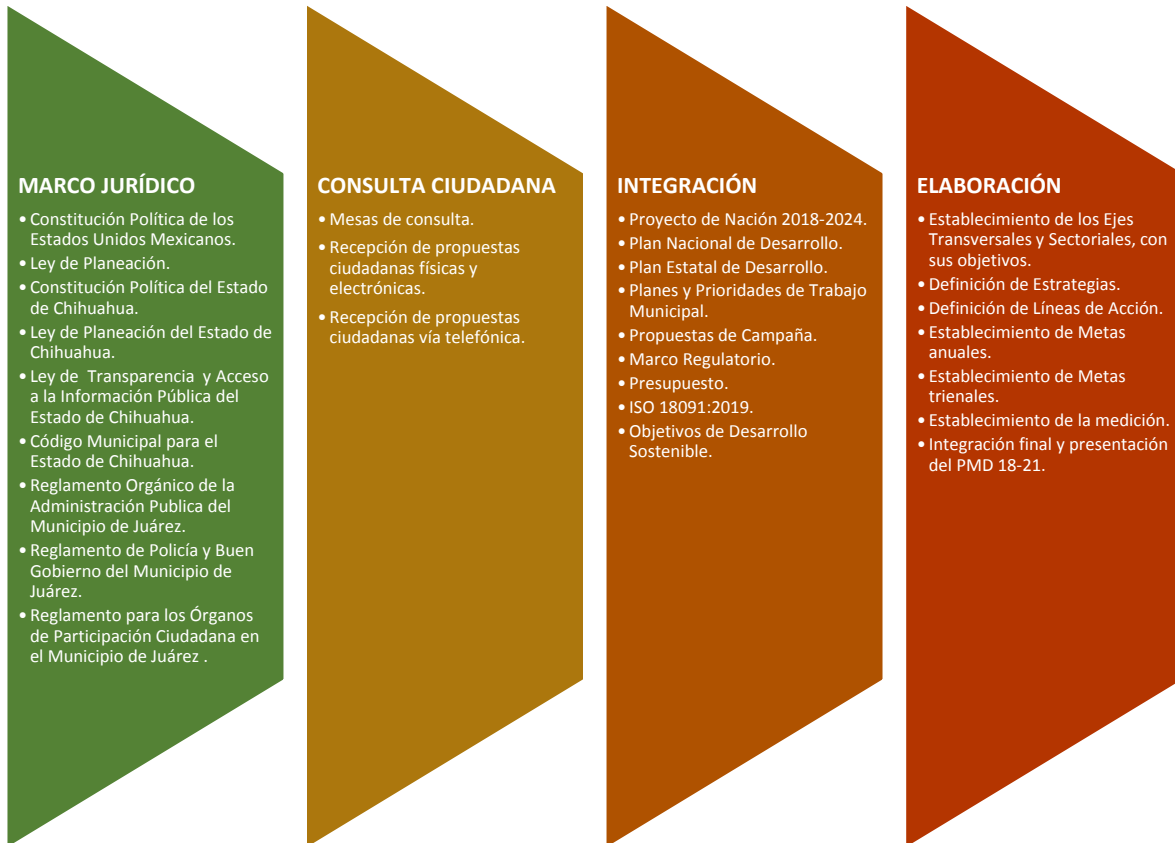 MARCO JURÍDICO
• Constitución Política de los
Estados Unidos Mexicanos.
• Ley de Planeación.
• Constitución Política del Estado
de Chihuahua.
• Ley de Planeación del Estado de
Chihuahua.
• Ley de Transparencia y Acceso
a la Información Pública del
Estado de Chihuahua.
• Código Municipal para el
Estado de Chihuahua.
• Reglamento Orgánico de la
Administración Publica del
Municipio de Juárez.
• Reglamento de Policía y Buen
Gobierno del Municipio de
Juárez.
• Reglamento para los Órganos
de Participación Ciudadana en
el Municipio de Juárez .
CONSULTA CIUDADANA
• Mesas de consulta.
• Recepción de propuestas
ciudadanas físicas y
electrónicas.
• Recepción de propuestas
ciudadanas vía telefónica.
INTEGRACIÓN
• Proyecto de Nación 2018-2024.
• Plan Nacional de Desarrollo.
• Plan Estatal de Desarrollo.
• Planes y Prioridades de Trabajo
Municipal.
• Propuestas de Campaña.
• Marco Regulatorio.
• Presupuesto.
• ISO 18091:2019.
• Objetivos de Desarrollo
Sostenible.
ELABORACIÓN
• Establecimiento de los Ejes
Transversales y Sectoriales, con
sus objetivos.
• Definición de Estrategias.
• Definición de Líneas de Acción.
• Establecimiento de Metas
anuales.
• Establecimiento de Metas
trienales.
• Establecimiento de la medición.
• Integración final y presentación
del PMD 18-21.